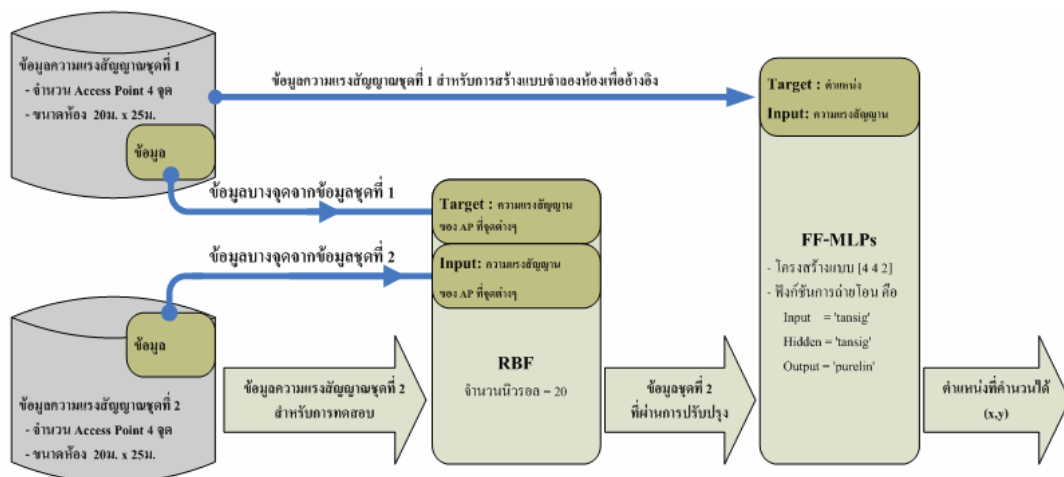 ข้อมูลความแรงสัญญาณชุดที่ 1
- จำนวน Access Point 4 จุด
- ขนาดห้อง 20ม. x 25ม.
ข้อมูล
ข้อมูลความแรงสัญญาณชุดที่ 1 สำหรับการสร้างแบบจำลองห้องเพื่ออ้างอิง
ข้อมูลบางจุดจากข้อมูลชุดที่ 1
ข้อมูลบางจุดจากข้อมูลชุดที่ 2
ข้อมูล
ข้อมูลความแรงสัญญาณชุดที่ 2
- จำนวน Access Point 4 จุด
- ขนาดห้อง 20ม. x 25ม.
ข้อมูลความแรงสัญญาณชุดที่ 2
สำหรับการทดสอบ
Target : ความแรงสัญญาน
ของ AP ที่จุดต่างๆ
Input: ความแรงสัญญาน
ของ AP ที่จุดต่างๆ
RBF
จำนวนนิวรอล = 20
ข้อมูลชุดที่ 2
ที่ผ่านการปรับปรุง
Target : ตำแหน่ง
Input: ความแรงสัญญาน
FF-MLPs
- โครงสร้างแบบ [4 4 2]
- ฟังก์ชันการถ่ายโอน คือ
Input = 'tansig'
Hidden = 'tansig'
Output = 'purelin'
ตำแหน่งที่คำนวนได้
(x,y)